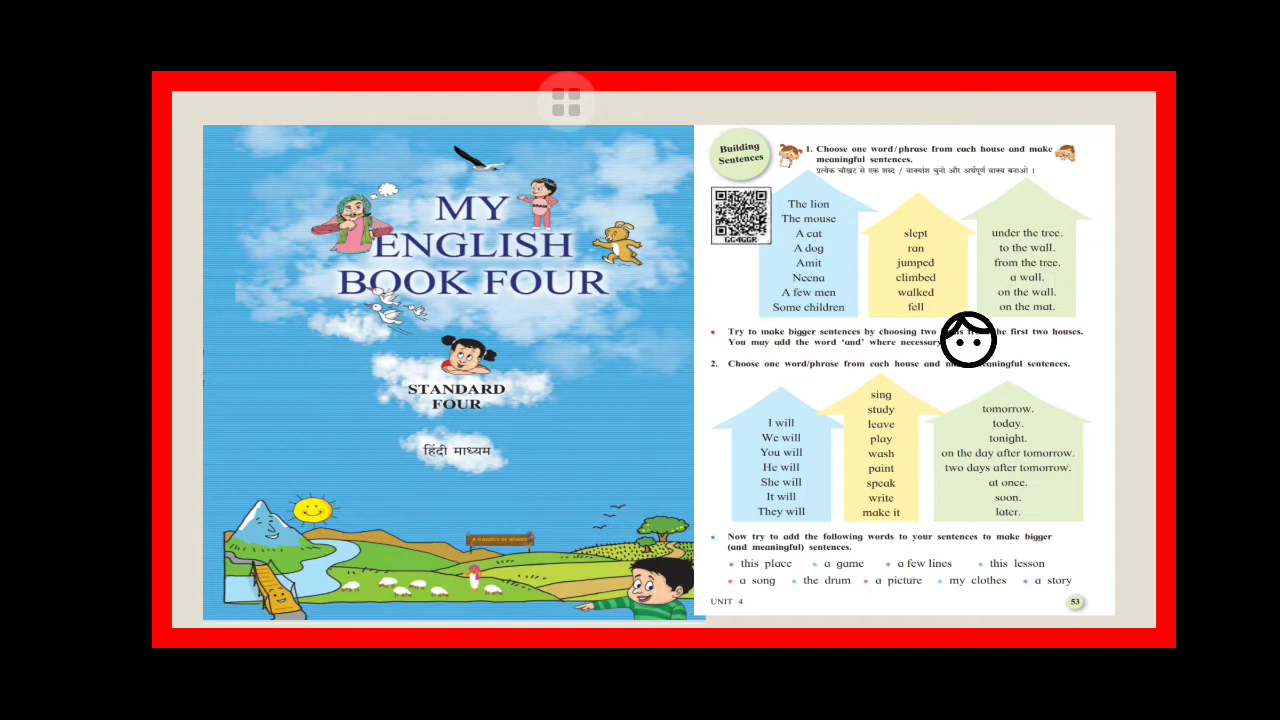 MY
ENGLISH
BOOK FOUR
STANDARD
FOUR
हिंदी माध्यम
Building
Sentences
1. Choose one word/phrase from each house and make
meaningful sentences.
प्रत्येक चौखट से एक शब्द / वाक्यांश चुनो और अर्थपूर्ण वाक्य बनाओ ।
GG4GGR
The lion
The mouse
A cat
A dog
Amit
Neena
A few men
Some children
slept
ran
jumped
climbed
walked
fell
under the tree.
to the wall.
from the tree.
a wall.
on the wall.
on the mat.
• Try to make bigger sentences by choosing two the first two houses.
You may add the word ‘and’ where necessary
2. Choose one word/phrase from each house and meaningful sentences.
I will
We will
You will
He will
She will
It will
They will
sing
study
leave
play
wash
paint
speak
write
make it
tomorrow.
today.
tonight.
on the day after tomorrow.
two days after tomorrow.
at once.
soon.
later.
• Now try to add the following words to your sentences to make bigger
(and meaningful) sentences.
* this place * a game * a few lines * this lesson
* a song * the drum * a picture * my clothes * a story
UNIT 4 53